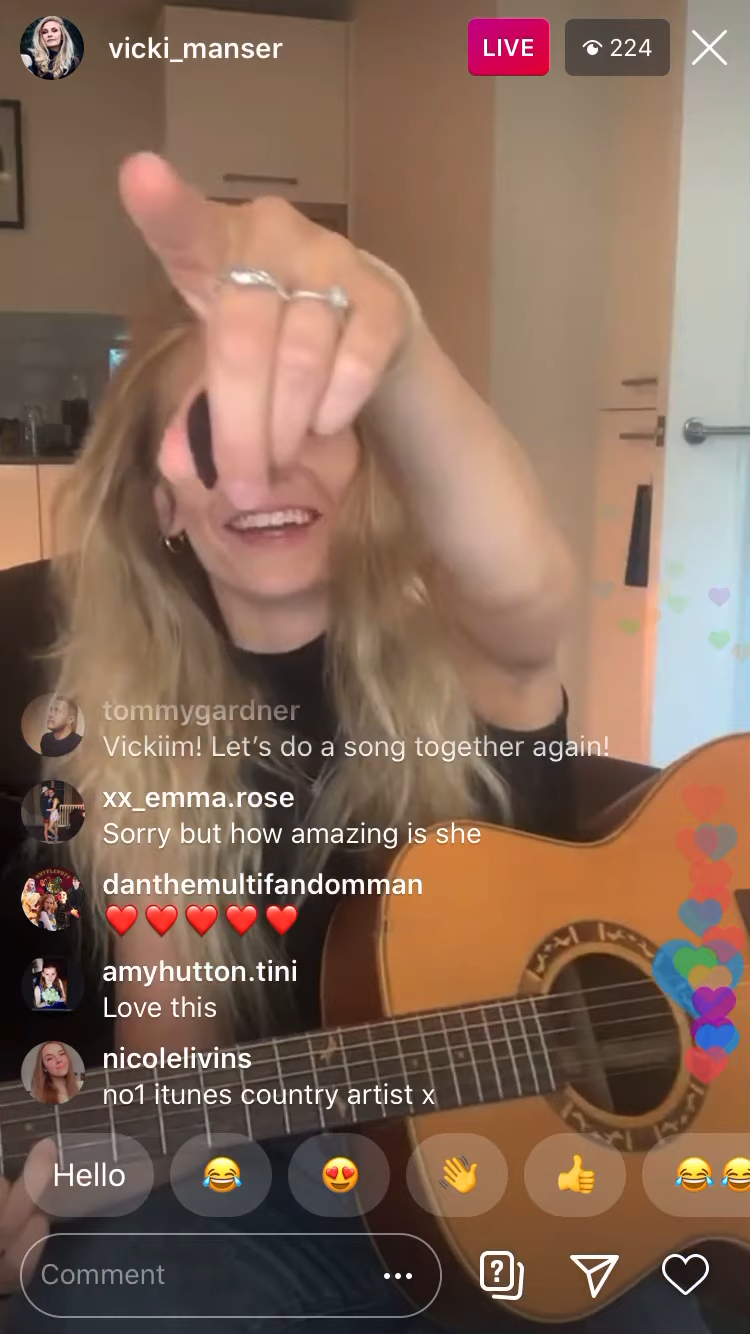 vicki_manser
LIVE
224
tommygardner
Vickiim! Let’s do a song together again!
xx_emma.rose
Sorry but how amazing is she
danthemultifandomman
❤️❤️❤️❤️❤️
amyhutton.tini
Love this
nicolelivins
no1 itunes country artist x
Hello
Comment